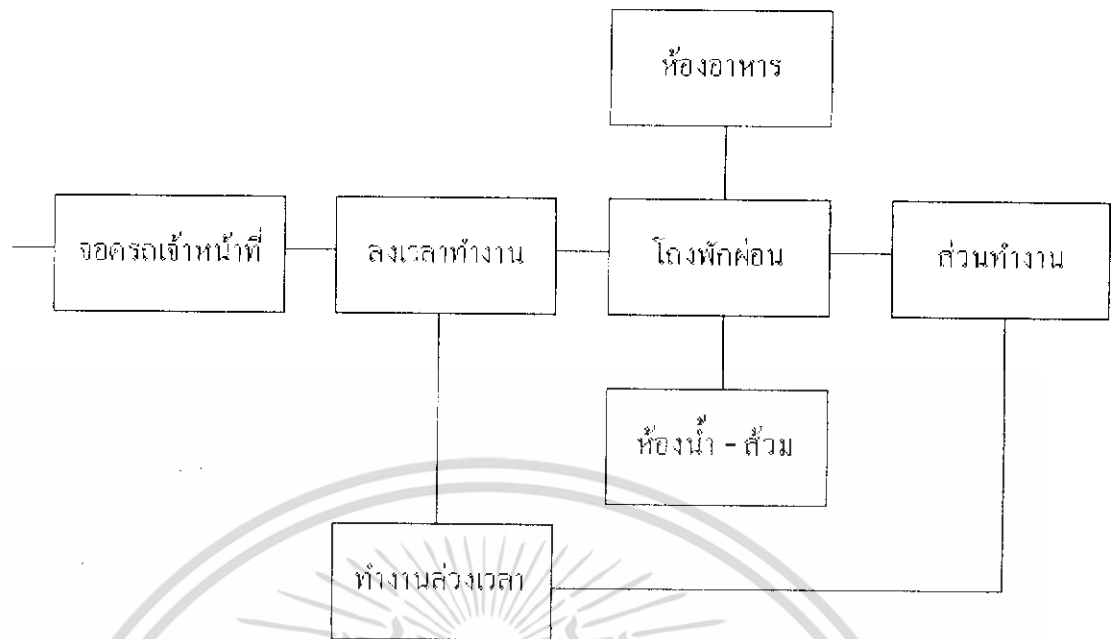 ห้องอาหาร
จอดรถเจ้าหน้าที่
ลงเวลาทำงาน
โถงพักผ่อน
ส่วนทำงาน
ห้องน้ำ - ส้วม
ทำงานล่วงเวลา